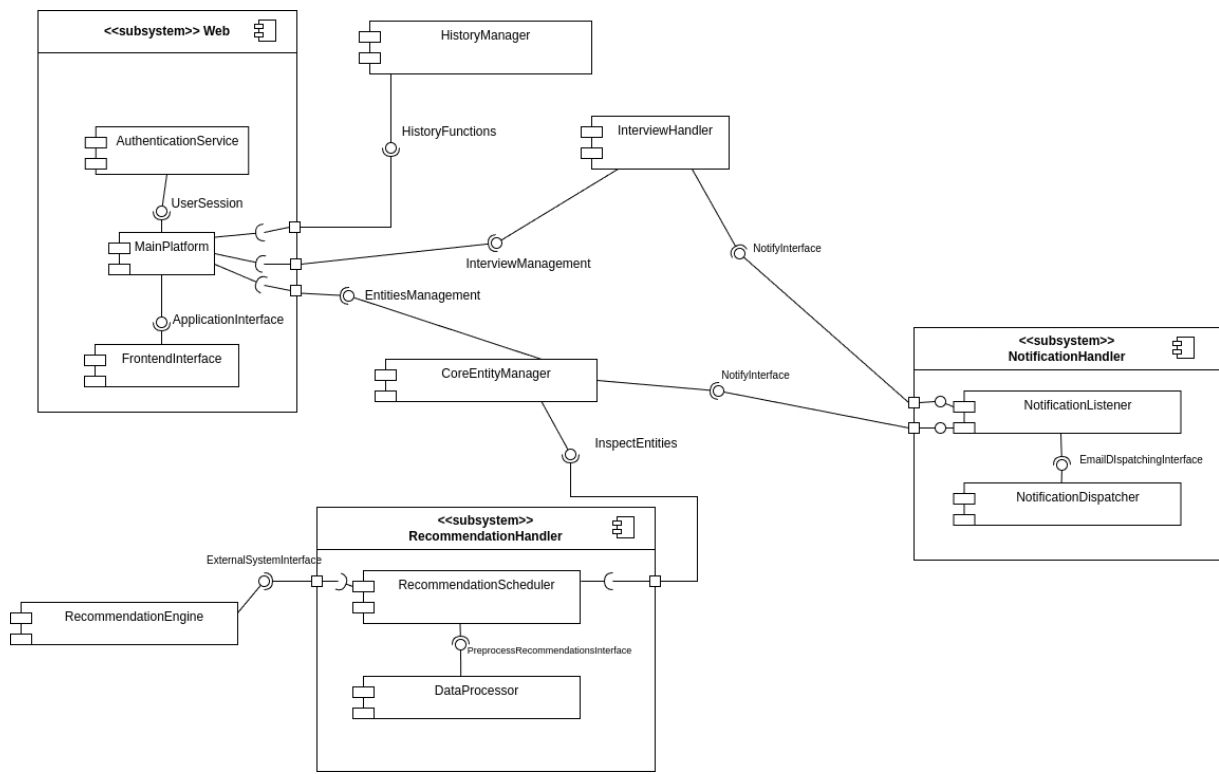 <<subsystem>> Web
HistoryManager
HistoryFunctions
InterviewHandler
AuthenticationService
UserSession
MainPlatform
InterviewManagement
NotifyInterface
EntitiesManagement
ApplicationInterface
FrontendInterface
CoreEntityManager
NotifyInterface
<<subsystem>>
NotificationHandler
NotificationListener
EmailDIspatchingInterface
NotificationDispatcher
InspectEntities
<<subsystem>>
RecommendationHandler
ExternalSystemInterface
RecommendationScheduler
RecommendationEngine
PreprocessRecommendationsInterface
DataProcessor